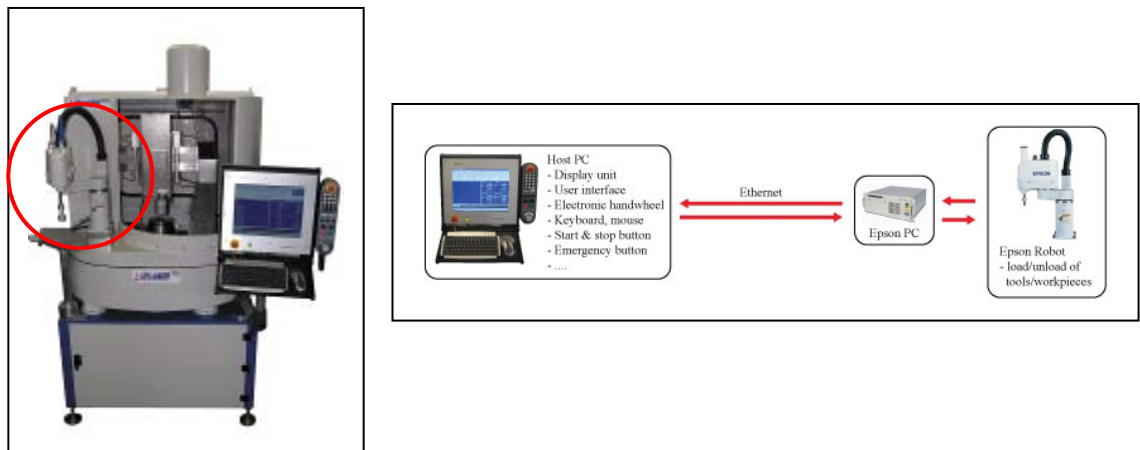 Host PC
- Display unit
- User interface
- Electronic handwheel
- Keyboard, mouse
- Start & stop button
- Emergency button
- ....
Ethernet
Epson PC
EPSON
Epson Robot
- load/unload of
tools/workpieces